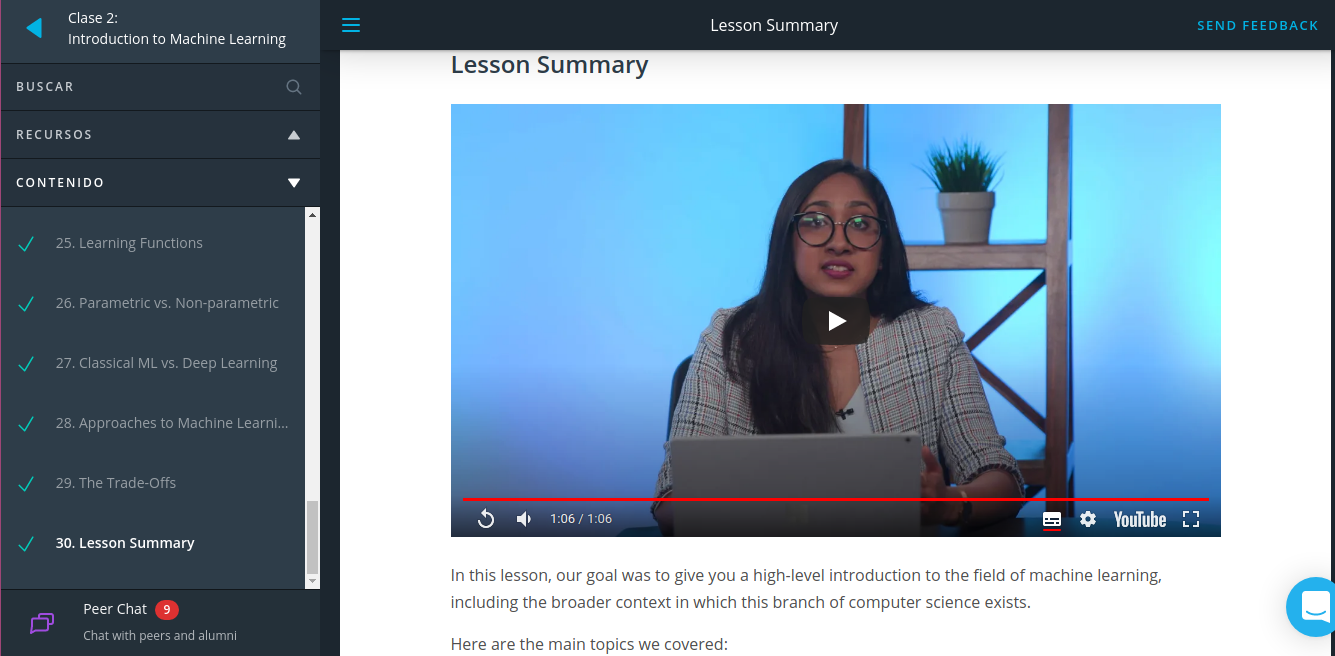 Clase 2:
Introduction to Machine Learning
BUSCAR
RECURSOS
CONTENIDO
25. Learning Functions
26. Parametric vs. Non-parametric
27. Classical ML vs. Deep Learning
28. Approaches to Machine Learni...
29. The Trade-Offs
30. Lesson Summary
Peer Chat 9
Chat with peers and alumni
Lesson Summary
SEND FEEDBACK
Lesson Summary
1:06 / 1:06
YouTube
In this lesson, our goal was to give you a high-level introduction to the field of machine learning,
including the broader context in which this branch of computer science exists.
Here are the main topics we covered: